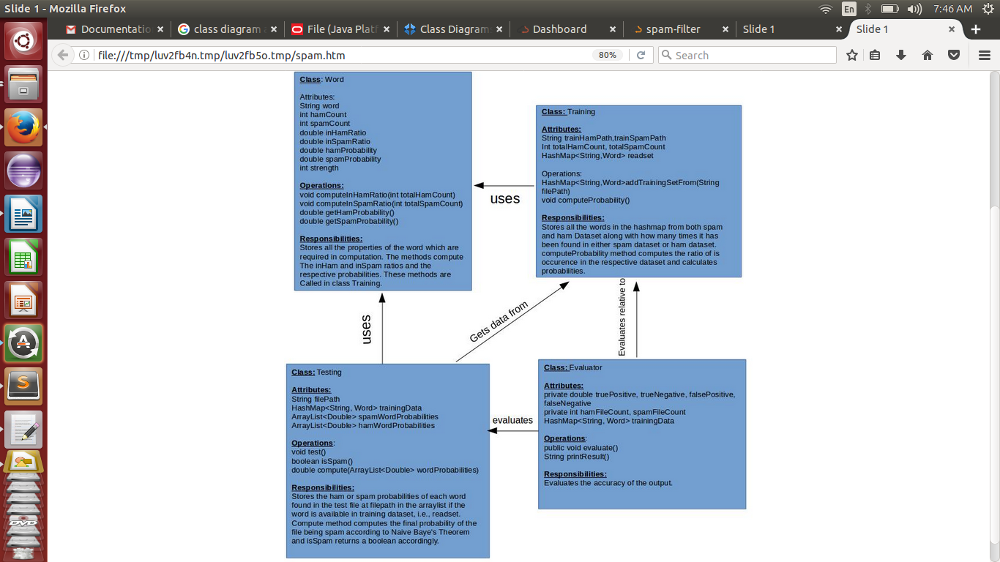 Slide 1 - Mozilla Firefox
En
7:46 AM
Documentatio
class diagram
File (Java Platf
Class Diagram
Dashboard
spam-filter
Slide 1
Slide 1
file:///tmp/luv2fb4n.tmp/luv2fb5o.tmp/spam.htm
80%
Search
Class: Word
Attributes:
String word
int hamCount
int spamCount
double inHamRatio
double inSpamRatio
double hamProbability
double spamProbability
int strength
Operations:
void computeInHamRatio(int totalHamCount)
void computeInSpamRatio(int totalSpamCount)
double getHamProbability()
double getSpamProbability()
Responsibilities:
Stores all the properties of the word which are
required in computation. The methods compute
The inHam and inSpam ratios and the
respective probabilities. These methods are
Called in class Training.
uses
Class: Training
Attributes:
String trainHamPath,trainSpamPath
Int totalHamCount, totalSpamCount
HashMap<String,Word> readset
Operations:
HashMap<String,Word>addTrainingSetFrom(String
filePath)
void computeProbability()
Responsibilities:
Stores all the words in the hashmap from both spam
and ham Dataset along with how many times it has
been found in either spam dataset or ham dataset.
computeProbability method computes the ratio of is
occurence in the respective dataset and calculates
probabilities.
uses
Gets data from
Evaluates relative to
Class: Testing
Attributes:
String filePath
HashMap<String, Word> trainingData
ArrayList<Double> spamWordProbabilities
ArrayList<Double> hamWordProbabilities
Operations:
void test()
boolean isSpam()
double compute(ArrayList<Double> wordProbabilities)
Responsibilities:
Stores the ham or spam probabilities of each word
found in the test file at filepath in the arraylist if the
word is available in training dataset, i.e., readset.
Compute method computes the final probability of the
file being spam according to Naive Baye's Theorem
and isSpam returns a boolean accordingly.
evaluates
Class: Evaluator
Attributes:
private double truePositive, trueNegative, falsePositive,
falseNegative
private int hamFileCount, spamFileCount
HashMap<String, Word> trainingData
Operations:
public void evaluate()
String printResult()
Responsibilities:
Evaluates the accuracy of the output.
DVD